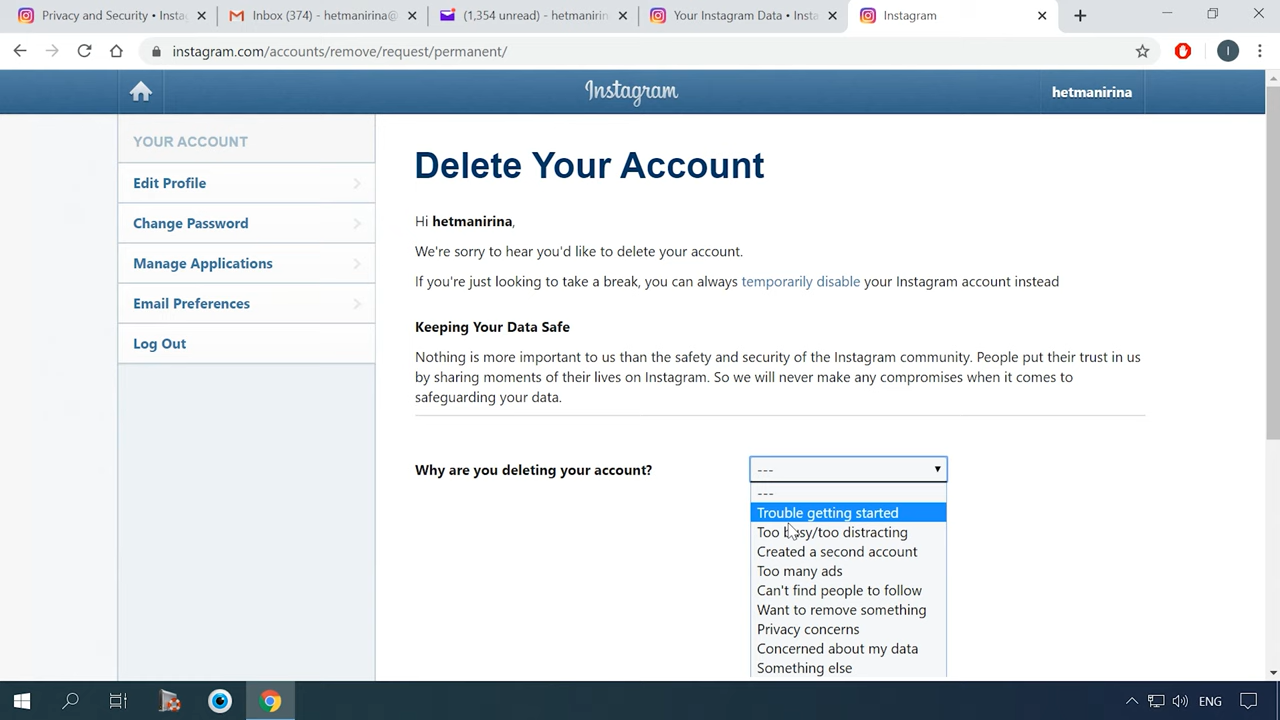 Privacy and Security • Insta
Inbox (374) - hetmanirina@
(1,354 unread) - hetmanirin
Your Instagram Data • Insta
Instagram
instagram.com/accounts/remove/request/permanent/
I
Instagram
hetmanirina
YOUR ACCOUNT
Edit Profile
Change Password
Manage Applications
Email Preferences
Log Out
Delete Your Account
Hi hetmanirina,
We're sorry to hear you'd like to delete your account.
If you're just looking to take a break, you can always temporarily disable your Instagram account instead
Keeping Your Data Safe
Nothing is more important to us than the safety and security of the Instagram community. People put their trust in us
by sharing moments of their lives on Instagram. So we will never make any compromises when it comes to
safeguarding your data.
Why are you deleting your account?
---
---
Trouble getting started
Too busy/too distracting
Created a second account
Too many ads
Can't find people to follow
Want to remove something
Privacy concerns
Concerned about my data
Something else
ENG